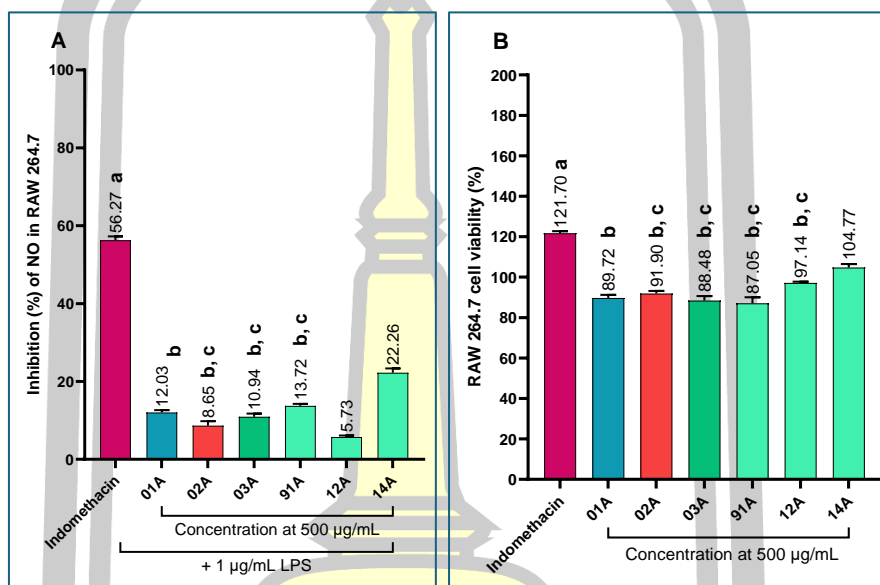 A
Inhibition (%) of NO in RAW 264.7
100
80
60
40
20
0
56.27 a
12.03 b
8.65 b, c
10.94 b, c
13.72 b, c
5.73
22.26
Indomethacin
01A
02A
03A
91A
12A
14A
Concentration at 500 µg/mL
+ 1 µg/mL LPS
B
RAW 264.7 cell viability (%)
200
180
160
140
120
100
80
60
40
20
0
121.70 a
89.72 b
91.90 b, c
88.48 b, c
87.05 b, c
97.14 b, c
104.77
Indomethacin
01A
02A
03A
91A
12A
14A
Concentration at 500 µg/mL